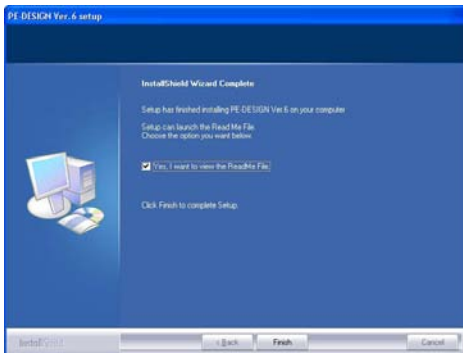 PE-DESIGN Ver.6 setup
InstallShield Wizard Complete
Setup has finished installing PE-DESIGN Ver.6 on your computer
Setup can launch the Read Me File.
Choose the option you want below.
Yes, I want to view the ReadMe File.
Click Finish to complete Setup.
InstallShield
< Back
Finish
Cancel